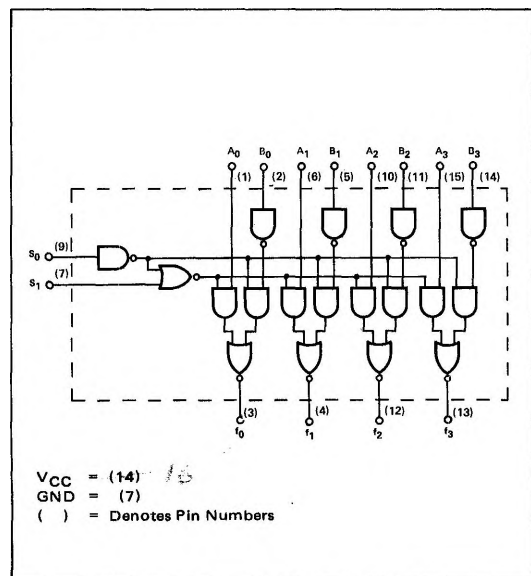 A₀ B₀ A₁ B₁ A₂ B₂ A₃ B₃
(1) (2) (6) (5) (10) (11) (15) (14)
S₀ (9)
S₁ (7)
(3) (4) (12) (13)
f₀ f₁ f₂ f₃
VCC = (14) 16
GND = (7)
( ) = Denotes Pin Numbers